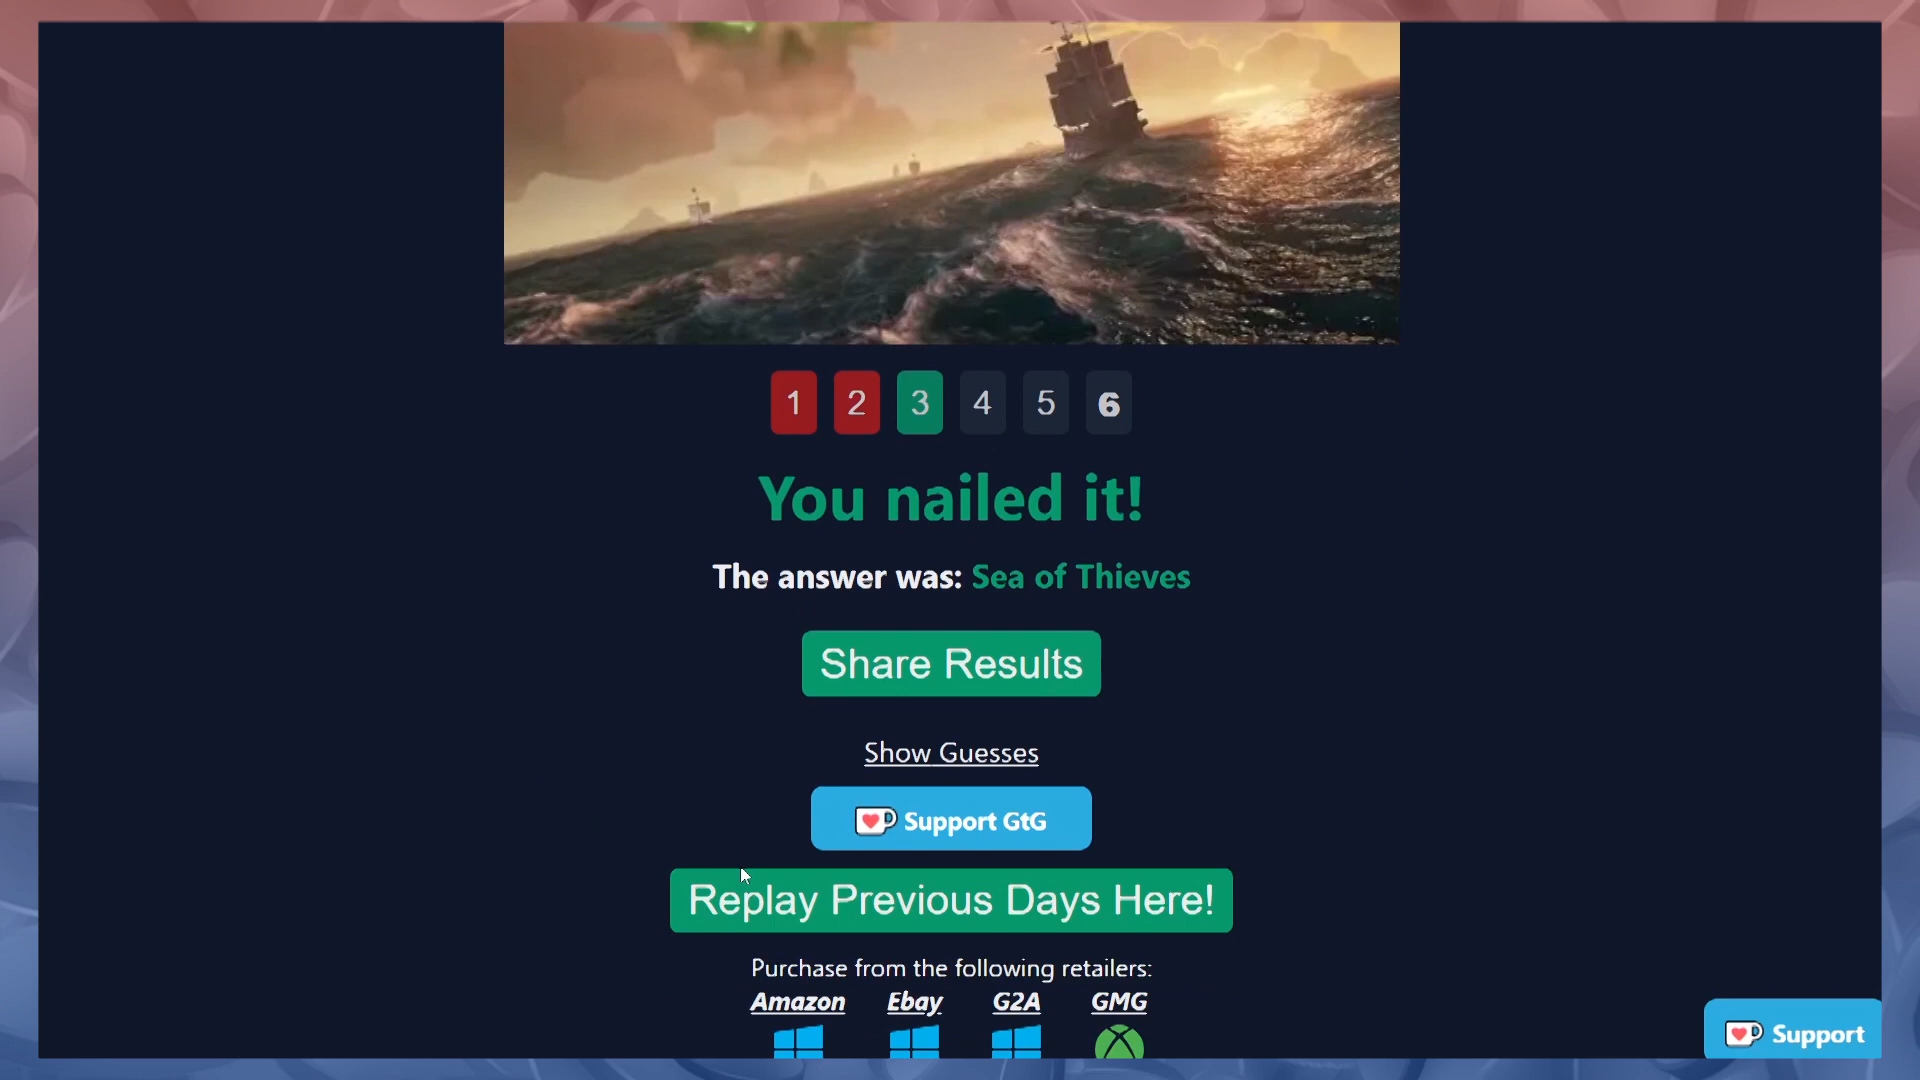 1 2 3 4 5 6
You nailed it!
The answer was: Sea of Thieves
Share Results
Show Guesses
Support GtG
Replay Previous Days Here!
Purchase from the following retailers:
Amazon Ebay G2A GMG
Support